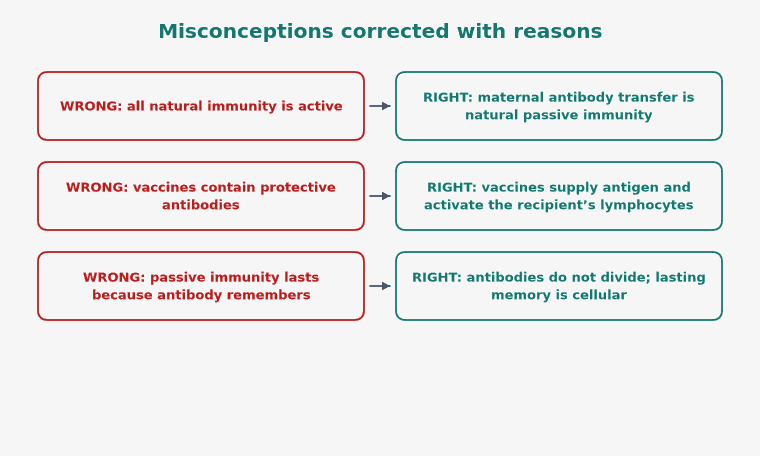 Misconceptions corrected with reasons
WRONG: all natural immunity is active
RIGHT: maternal antibody transfer is
natural passive immunity
WRONG: vaccines contain protective
antibodies
RIGHT: vaccines supply antigen and
activate the recipient’s lymphocytes
WRONG: passive immunity lasts
because antibody remembers
RIGHT: antibodies do not divide; lasting
memory is cellular